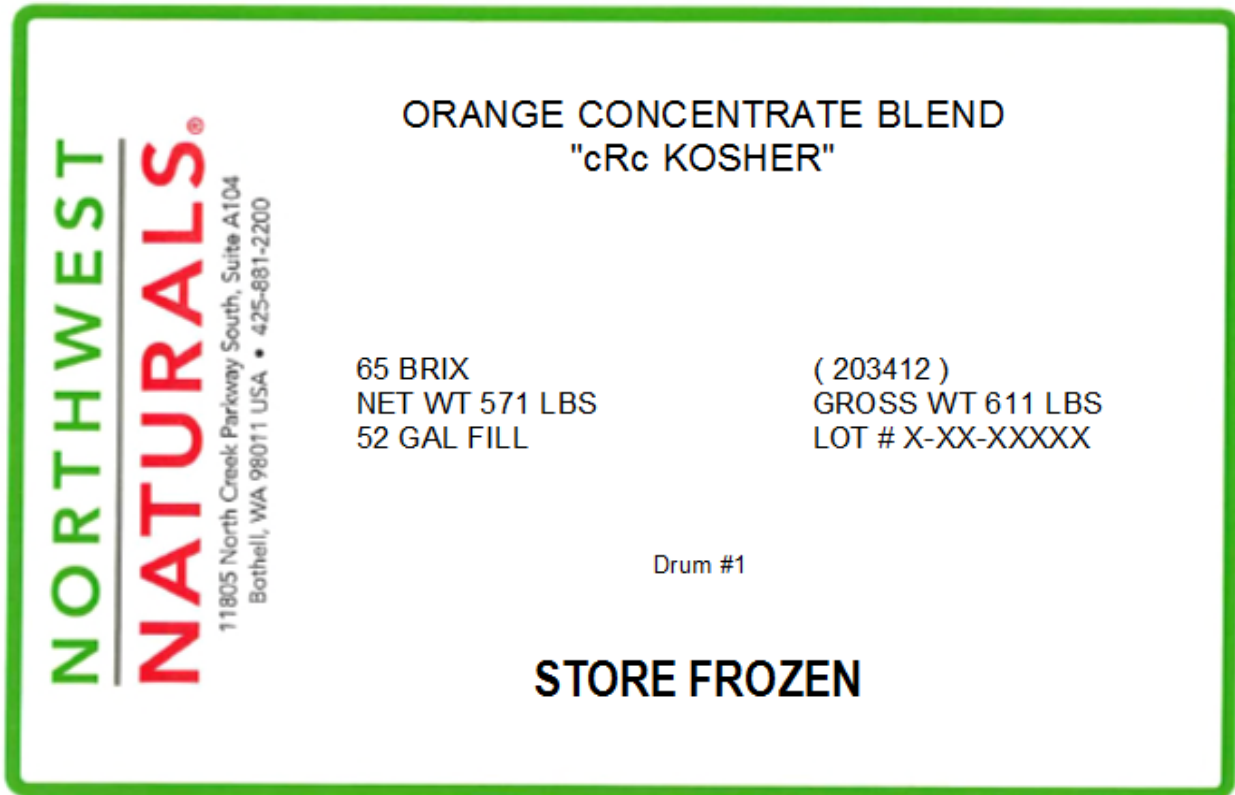 NORTHWEST
NATURALS®
11805 North Creek Parkway South, Suite A104
Bothell, WA 98011 USA • 425-881-2200
ORANGE CONCENTRATE BLEND
"cRc KOSHER"
65 BRIX
NET WT 571 LBS
52 GAL FILL
( 203412 )
GROSS WT 611 LBS
LOT # X-XX-XXXXX
Drum #1
STORE FROZEN